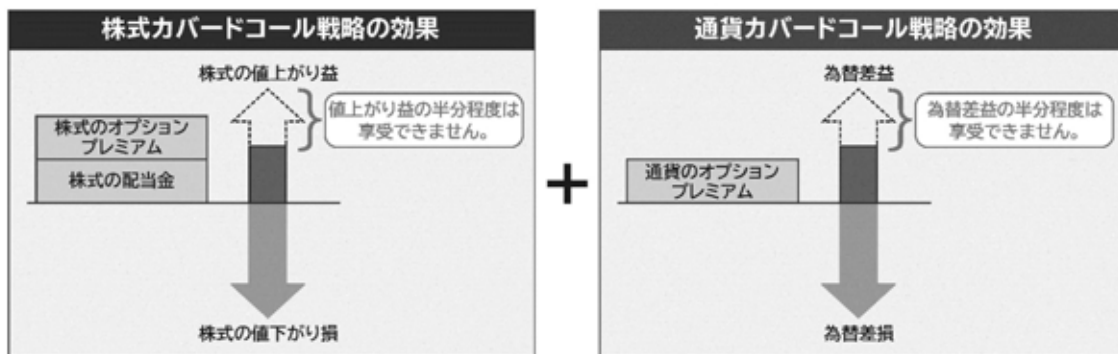 株式カバードコール戦略の効果
株式の値上がり益
値上がり益の半分程度は
享受できません。
株式のオプション
プレミアム
株式の配当金
株式の値下がり損
+
通貨カバードコール戦略の効果
為替差益
為替差益の半分程度は
享受できません。
通貨のオプション
プレミアム
為替差損